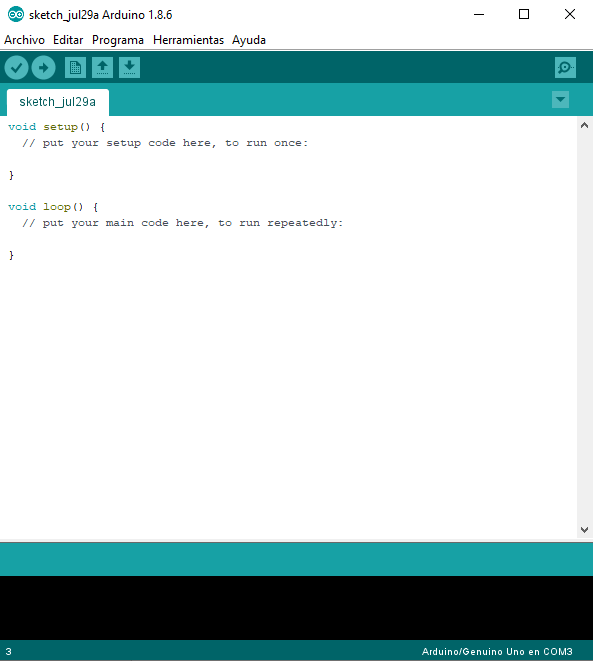 sketch_jul29a Arduino 1.8.6
Archivo Editar Programa Herramientas Ayuda
sketch_jul29a
void setup() {
  // put your setup code here, to run once:
}
void loop() {
  // put your main code here, to run repeatedly:
}
3 Arduino/Genuino Uno en COM3